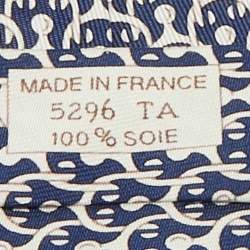 MADE IN FRANCE
5296 TA
100% SOIE